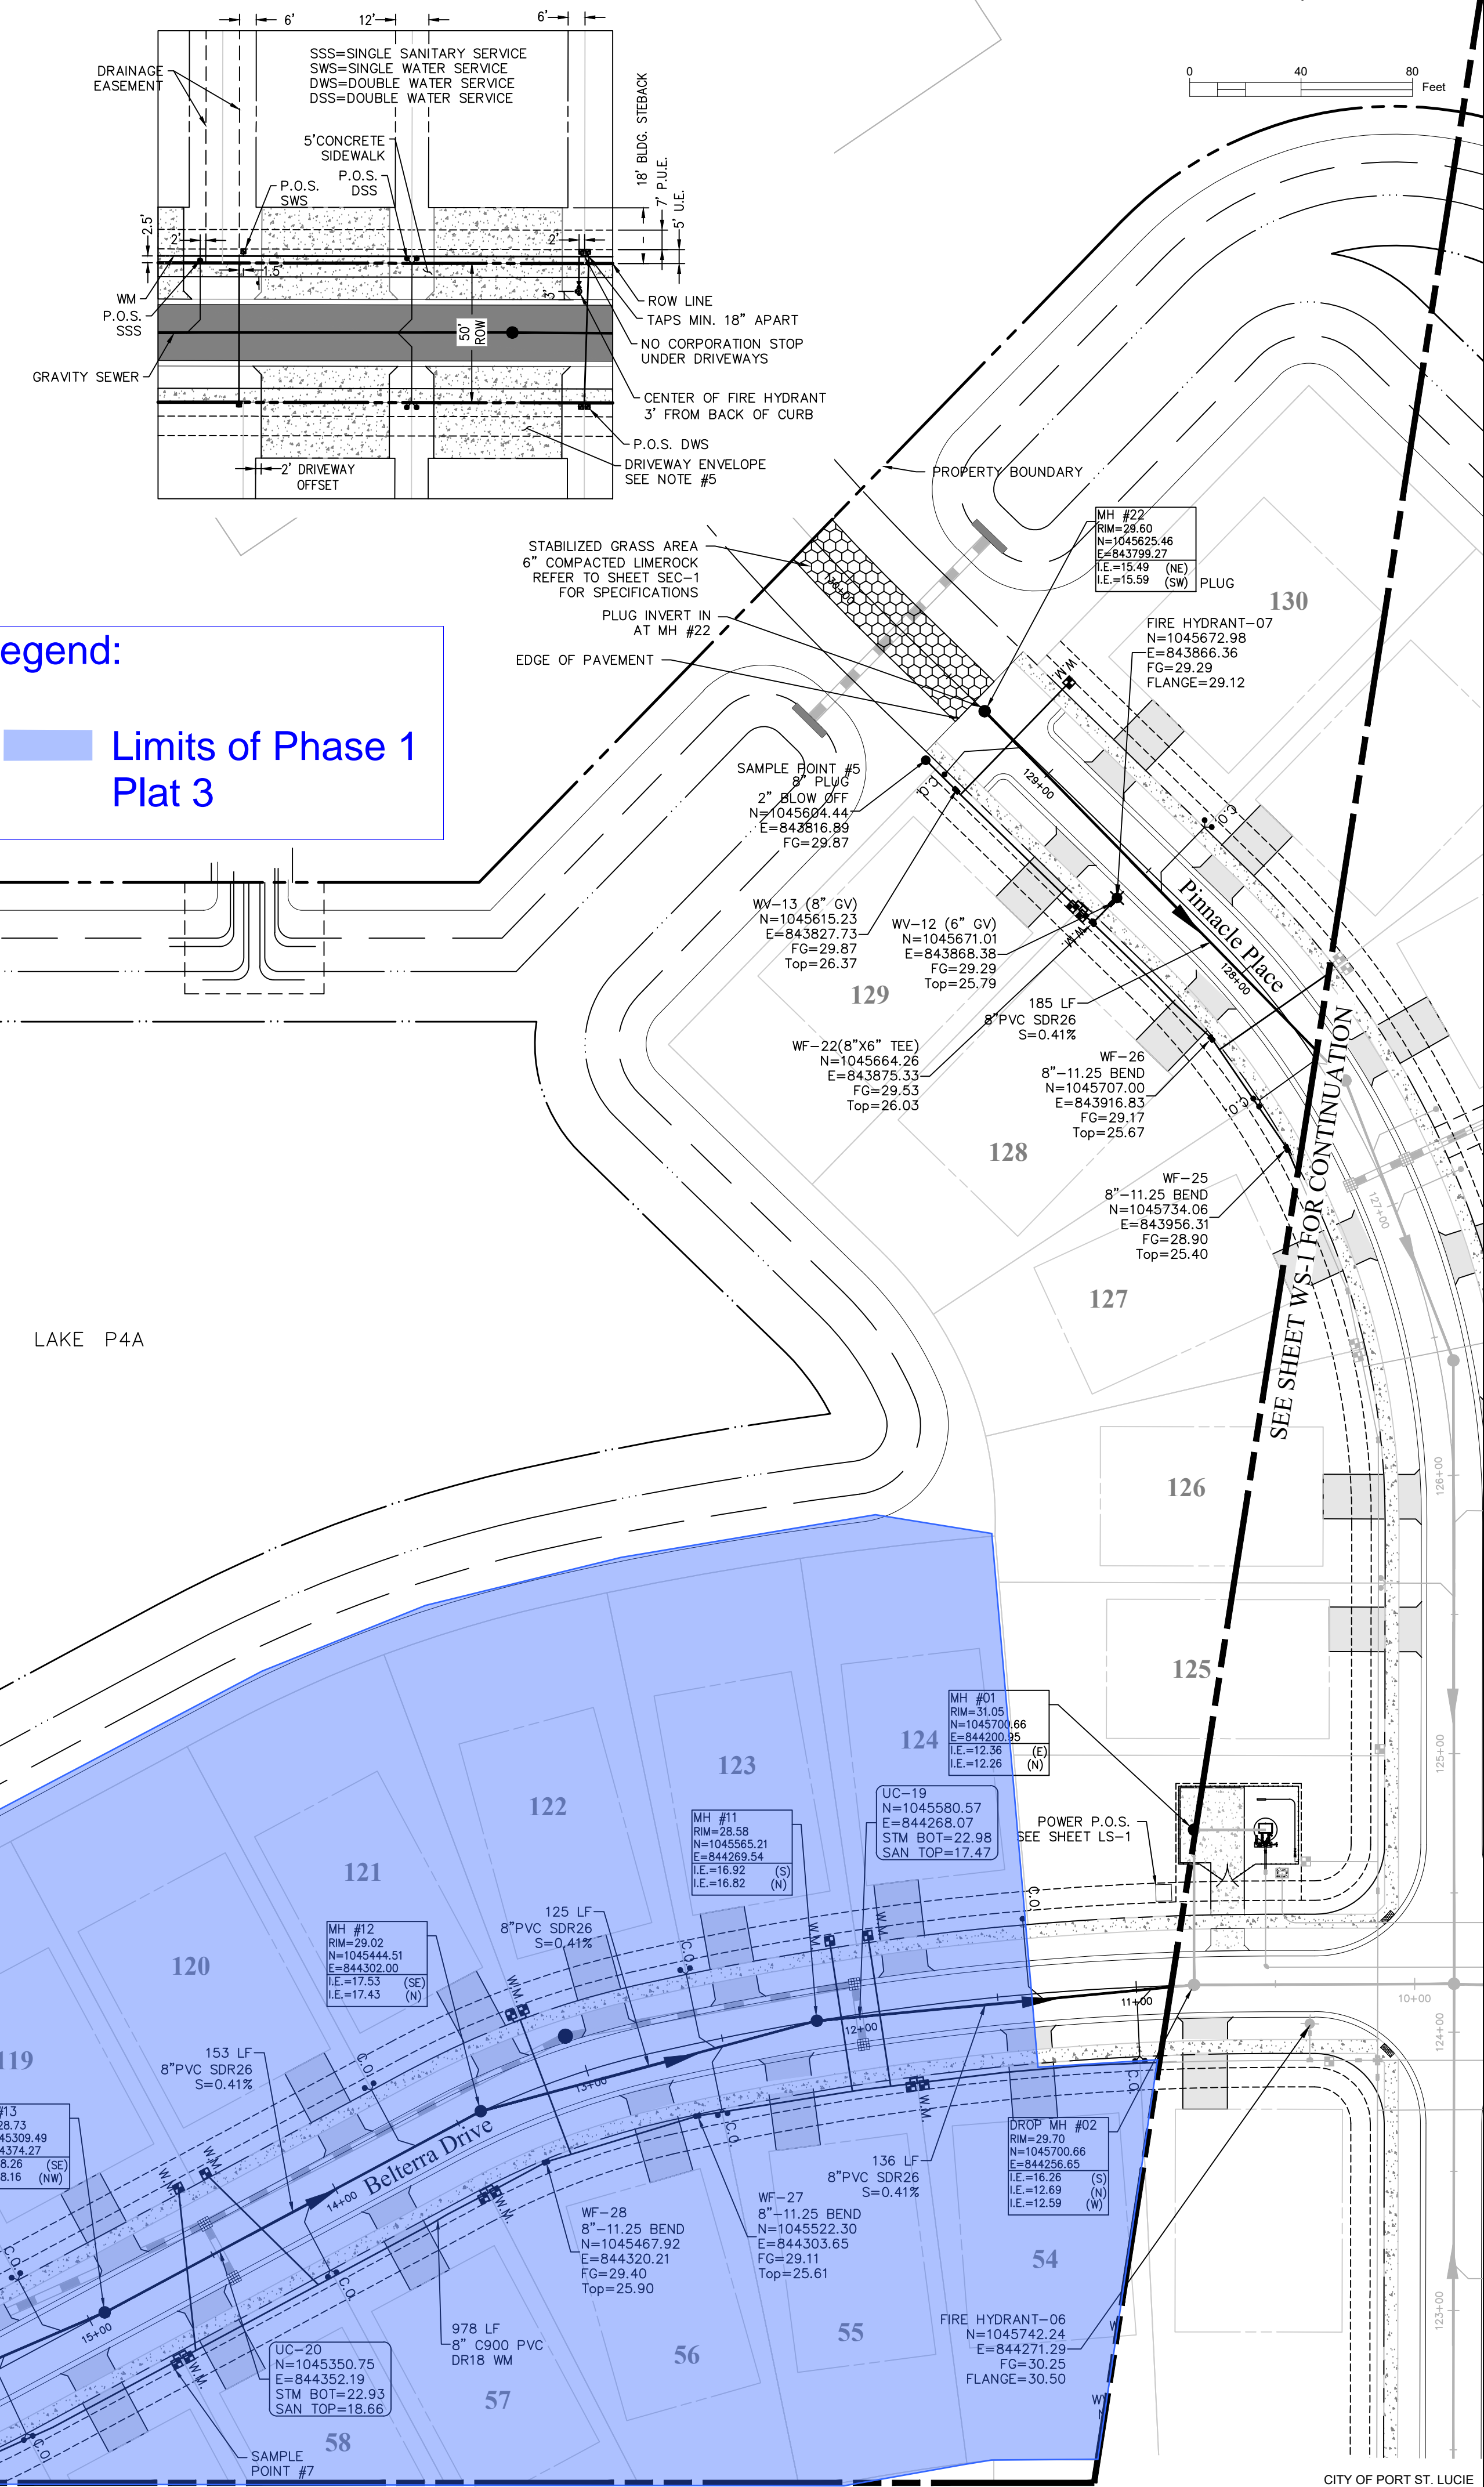 6'
12'
6'
SSS=SINGLE SANITARY SERVICE
SWS=SINGLE WATER SERVICE
DWS=DOUBLE WATER SERVICE
DSS=DOUBLE WATER SERVICE
DRAINAGE
EASEMENT
5'CONCRETE
SIDEWALK
P.O.S.
DSS
P.O.S.
SWS
18' BLDG. STEBACK
7' P.U.E.
5' U.E.
2.5'
2'
2'
1.5'
3'
WM
P.O.S.
SSS
GRAVITY SEWER
50'
ROW
ROW LINE
TAPS MIN. 18" APART
NO CORPORATION STOP
UNDER DRIVEWAYS
CENTER OF FIRE HYDRANT
3' FROM BACK OF CURB
P.O.S. DWS
DRIVEWAY ENVELOPE
SEE NOTE #5
2' DRIVEWAY
OFFSET
0 40 80
Feet
egend:
Limits of Phase 1
Plat 3
PROPERTY BOUNDARY
STABILIZED GRASS AREA
6" COMPACTED LIMEROCK
REFER TO SHEET SEC-1
FOR SPECIFICATIONS
PLUG INVERT IN
AT MH #22
EDGE OF PAVEMENT
130+00
MH #22
RIM=29.60
N=1045625.46
E=843799.27
I.E.=15.49 (NE)
I.E.=15.59 (SW) PLUG
130
FIRE HYDRANT-07
N=1045672.98
E=843866.36
FG=29.29
FLANGE=29.12
W.M.
SAMPLE POINT #5
8" PLUG
2" BLOW OFF
N=1045604.44
E=843816.89
FG=29.87
C.O.
129+00
C.O.
Pinnacle Place
128+00
WV-13 (8" GV)
N=1045615.23
E=843827.73
FG=29.87
Top=26.37
WV-12 (6" GV)
N=1045671.01
E=843868.38
FG=29.29
Top=25.79
W.M.
129
185 LF
8"PVC SDR26
S=0.41%
WF-22(8"X6" TEE)
N=1045664.26
E=843875.33
FG=29.53
Top=26.03
WF-26
8"-11.25 BEND
N=1045707.00
E=843916.83
FG=29.17
Top=25.67
C.O.
128
WF-25
8"-11.25 BEND
N=1045734.06
E=843956.31
FG=28.90
Top=25.40
127+00
SEE SHEET WS-1 FOR CONTINUATION
127
LAKE P4A
126
126+00
125
125+00
MH #01
RIM=31.05
N=1045700.66
E=844200.95
I.E.=12.36 (E)
I.E.=12.26 (N)
124
123
122
121
120
119
UC-19
N=1045580.57
E=844268.07
STM BOT=22.98
SAN TOP=17.47
POWER P.O.S.
SEE SHEET LS-1
MH #11
RIM=28.58
N=1045565.21
E=844269.54
I.E.=16.92 (S)
I.E.=16.82 (N)
C.O.
125 LF
8"PVC SDR26
S=0.41%
MH #12
RIM=29.02
N=1045444.51
E=844302.00
I.E.=17.53 (SE)
I.E.=17.43 (N)
W.M.
W.M.
C.O.
W.M.
10+00
11+00
12+00
13+00
124+00
153 LF
8"PVC SDR26
S=0.41%
C.O.
#13
28.73
45309.49
4374.27
8.26 (SE)
8.16 (NW)
W.M.
W.M.
Belterra Drive
14+00
15+00
C.O.
W.M.
C.O.
DROP MH #02
RIM=29.70
N=1045700.66
E=844256.65
I.E.=16.26 (S)
I.E.=12.69 (N)
I.E.=12.59 (W)
136 LF
8"PVC SDR26
S=0.41%
WF-27
8"-11.25 BEND
N=1045522.30
E=844303.65
FG=29.11
Top=25.61
WF-28
8"-11.25 BEND
N=1045467.92
E=844320.21
FG=29.40
Top=25.90
W.M.
C.O.
C.O.
W.M.
C.O.
978 LF
8" C900 PVC
DR18 WM
54
55
56
57
58
FIRE HYDRANT-06
N=1045742.24
E=844271.29
FG=30.25
FLANGE=30.50
123+00
UC-20
N=1045350.75
E=844352.19
STM BOT=22.93
SAN TOP=18.66
SAMPLE
POINT #7
CITY OF PORT ST. LUCIE